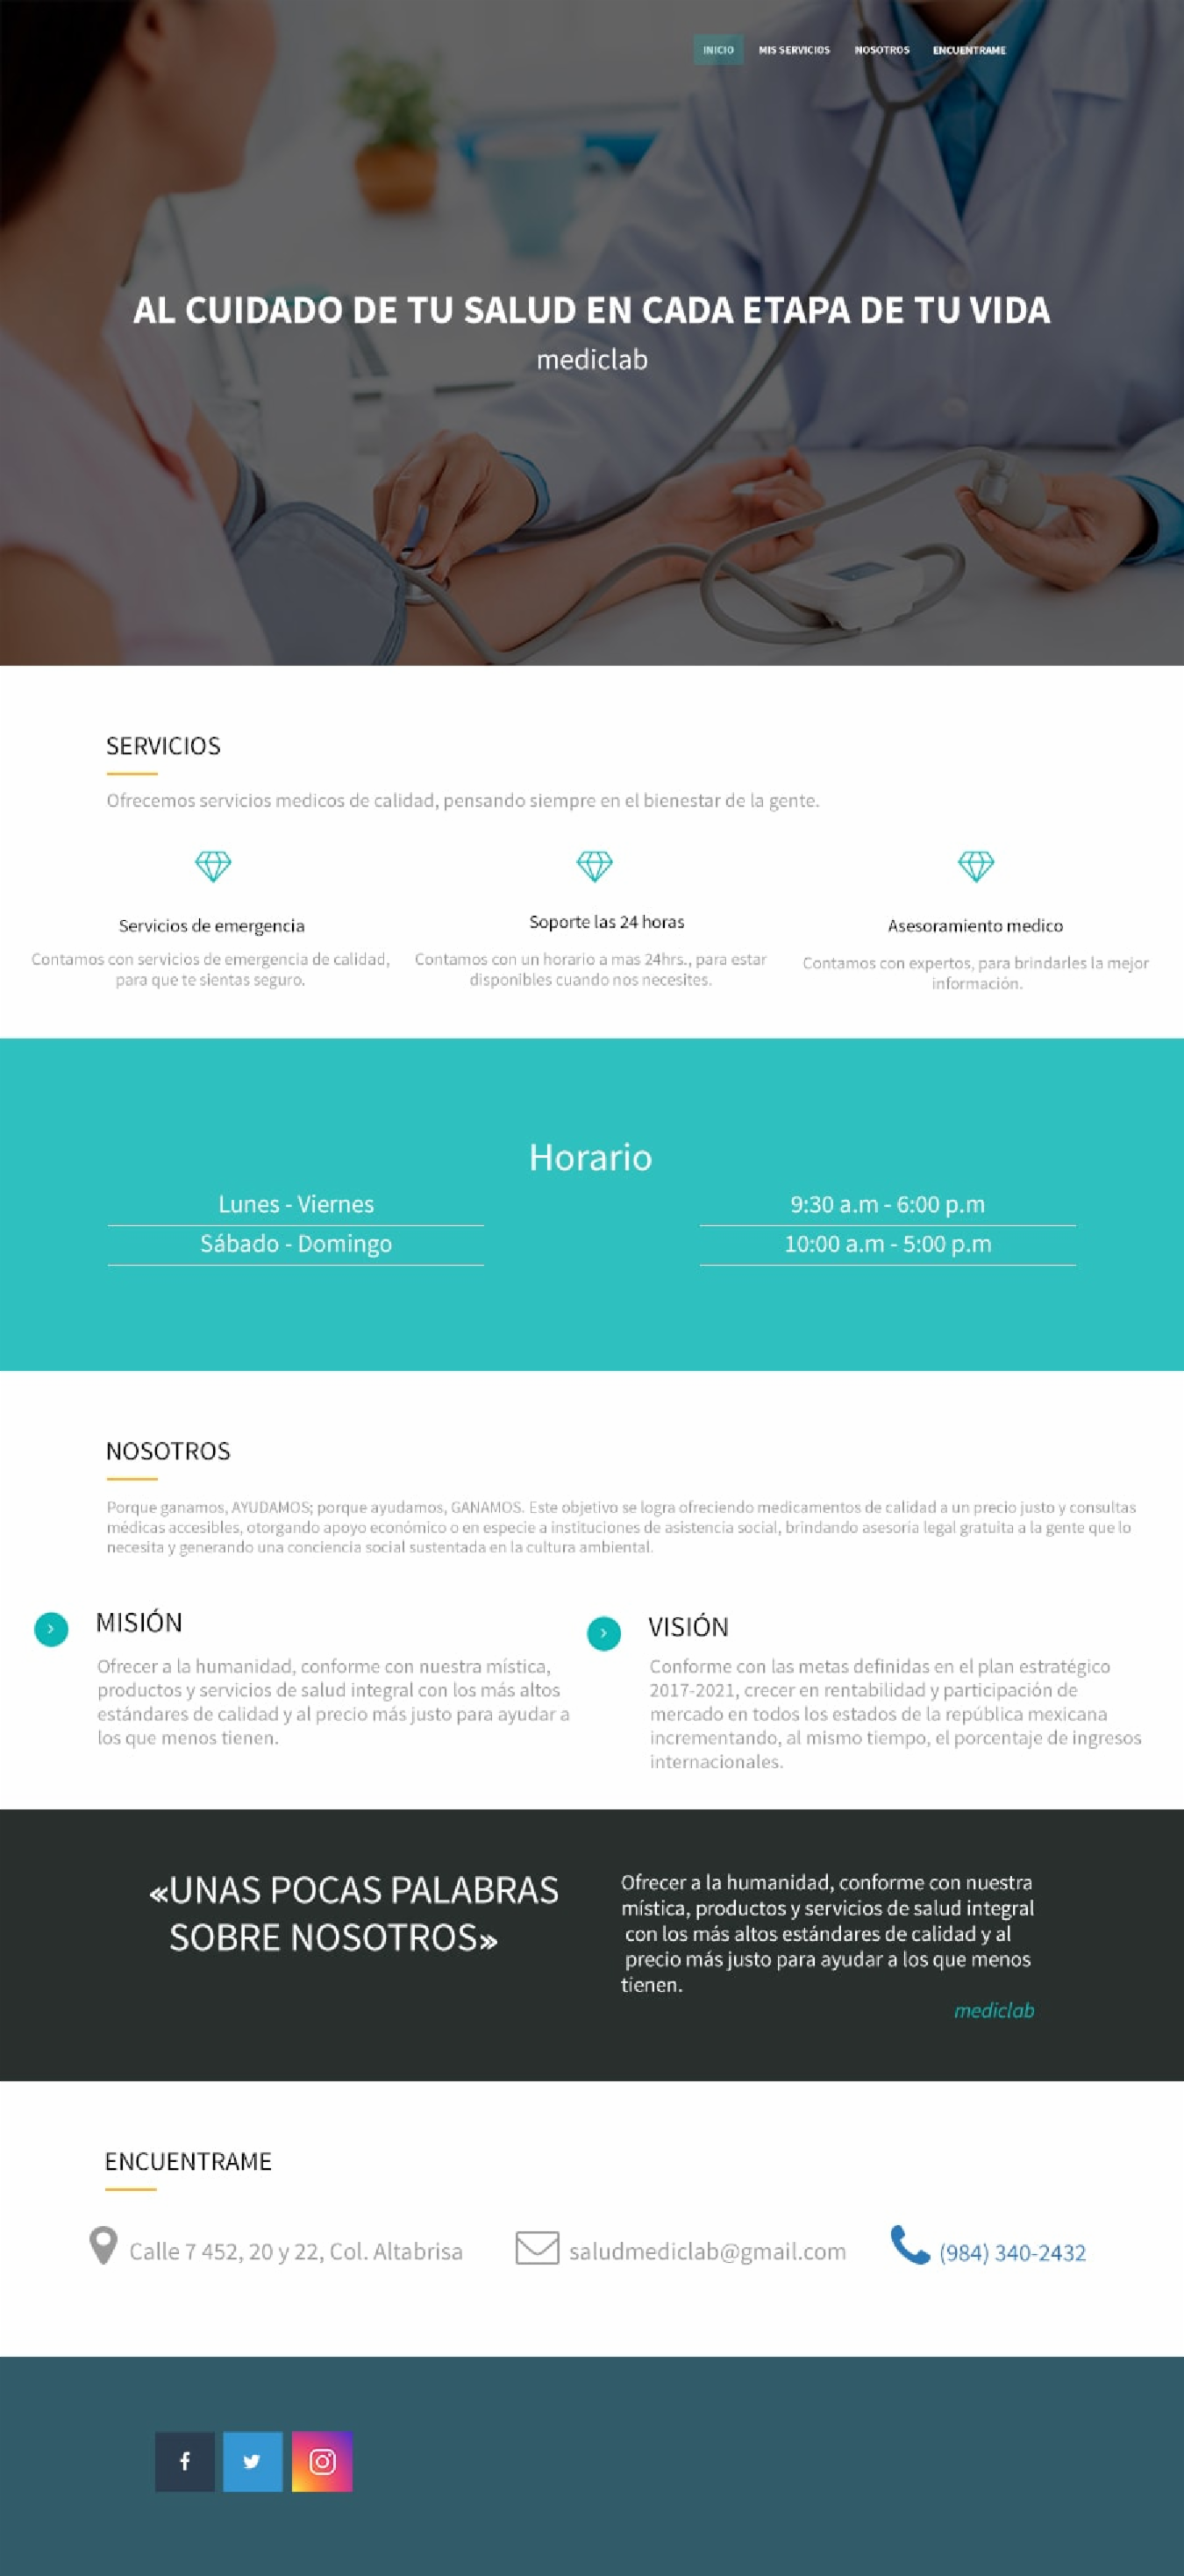 INICIO MIS SERVICIOS NOSOTROS ENCUENTRAME
AL CUIDADO DE TU SALUD EN CADA ETAPA DE TU VIDA
mediclab
SERVICIOS
Ofrecemos servicios medicos de calidad, pensando siempre en el bienestar de la gente.
Servicios de emergencia
Contamos con servicios de emergencia de calidad,
para que te sientas seguro.
Soporte las 24 horas
Contamos con un horario a mas 24hrs., para estar
disponibles cuando nos necesites.
Asesoramiento medico
Contamos con expertos, para brindarles la mejor
información.
Horario
Lunes - Viernes 9:30 a.m - 6:00 p.m
Sábado - Domingo 10:00 a.m - 5:00 p.m
NOSOTROS
Porque ganamos, AYUDAMOS; porque ayudamos, GANAMOS. Este objetivo se logra ofreciendo medicamentos de calidad a un precio justo y consultas
médicas accesibles, otorgando apoyo económico o en especie a instituciones de asistencia social, brindando asesoría legal gratuita a la gente que lo
necesita y generando una conciencia social sustentada en la cultura ambiental.
MISIÓN
Ofrecer a la humanidad, conforme con nuestra mística,
productos y servicios de salud integral con los más altos
estándares de calidad y al precio más justo para ayudar a
los que menos tienen.
VISIÓN
Conforme con las metas definidas en el plan estratégico
2017-2021, crecer en rentabilidad y participación de
mercado en todos los estados de la república mexicana
incrementando, al mismo tiempo, el porcentaje de ingresos
internacionales.
«UNAS POCAS PALABRAS
SOBRE NOSOTROS»
Ofrecer a la humanidad, conforme con nuestra
mística, productos y servicios de salud integral
con los más altos estándares de calidad y al
precio más justo para ayudar a los que menos
tienen.
mediclab
ENCUENTRAME
Calle 7 452, 20 y 22, Col. Altabrisa
saludmediclab@gmail.com
(984) 340-2432